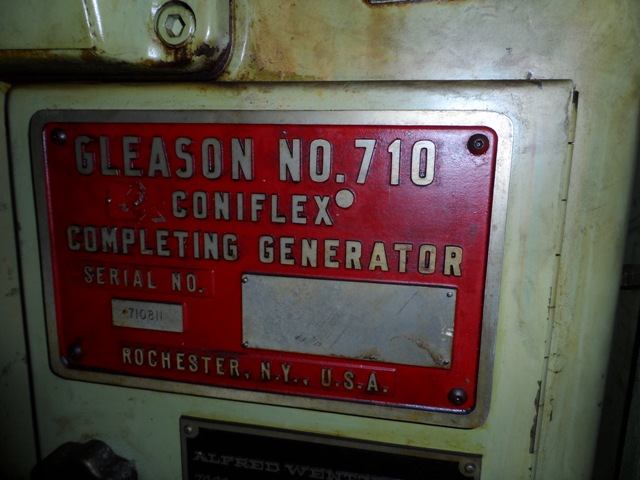 GLEASON NO. 710
CONIFLEX
COMPLETING GENERATOR
SERIAL NO.
710811
ROCHESTER, N.Y., U.S.A.
ALFRED